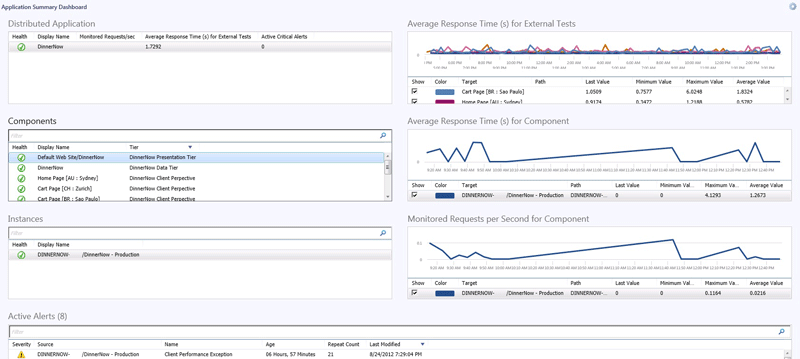 Application Summary Dashboard
Distributed Application
Health Display Name Monitored Requests/sec Average Response Time (s) for External Tests Active Critical Alerts
DinnerNow 1.7292 0
Average Response Time (s) for External Tests
Show Color Target Path Last Value Minimum Value Maximum Value Average Value
Cart Page [BR : Sao Paulo] 1.0509 0.7577 6.0248 1.8324
Home Page [AU : Sydney] 0.9174 0.3472 1.2188 0.5782
Components
Filter
Health Display Name Tier
Default Web Site/DinnerNow DinnerNow Presentation Tier
DinnerNow DinnerNow Data Tier
Home Page [AU : Sydney] DinnerNow Client Perpective
Cart Page [CH : Zurich] DinnerNow Client Perpective
Cart Page [BR : Sao Paulo] DinnerNow Client Perpective
Average Response Time (s) for Component
Show Color Target Path Last Value Minimum Val... Maximum Va... Average Value
DINNERNOW- /DinnerNow - Production DINNERNOW-... 0 0 4.1293 1.2673
Instances
Filter
Health Display Name
DINNERNOW- /DinnerNow - Production
Monitored Requests per Second for Component
Show Color Target Path Last Value Minimum Val... Maximum Va... Average Value
DINNERNOW- /DinnerNow - Production DINNERNOW-... 0 0 0.1164 0.0216
Active Alerts (8)
Filter
Severity Source Name Age Repeat Count Last Modified
DINNERNOW- /DinnerNow - Production Client Performance Exception 06 Hours, 57 Minutes 21 8/24/2012 7:29:04 PM